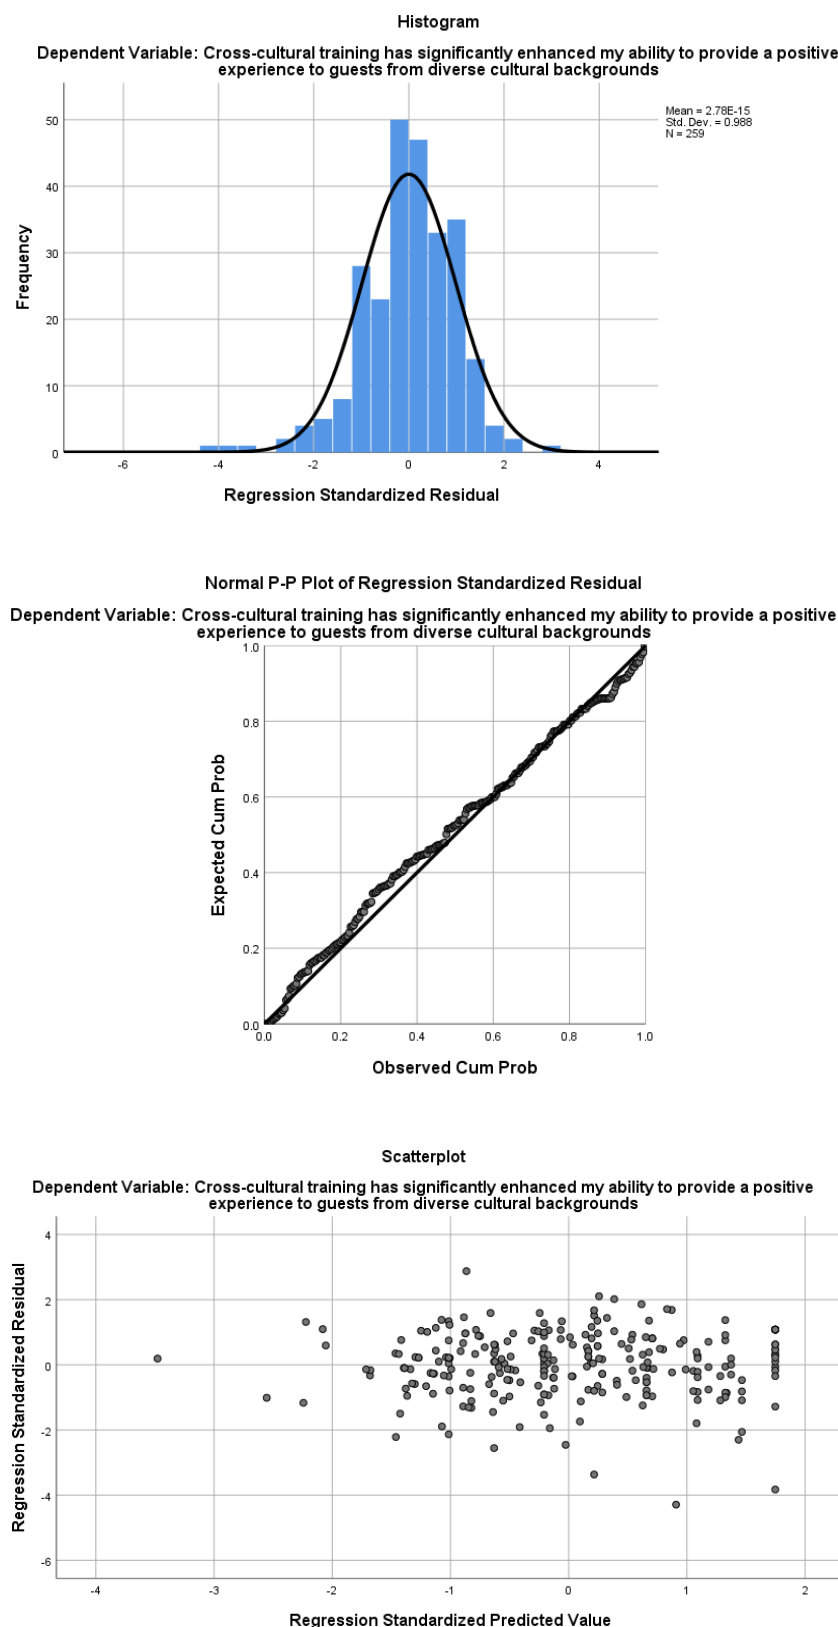 Histogram
Dependent Variable: Cross-cultural training has significantly enhanced my ability to provide a positive
experience to guests from diverse cultural backgrounds
Mean = 2.78E-15
Std. Dev. = 0.988
N = 259
Frequency
50
40
30
20
10
0
-6 -4 -2 0 2 4
Regression Standardized Residual
Normal P-P Plot of Regression Standardized Residual
Dependent Variable: Cross-cultural training has significantly enhanced my ability to provide a positive
experience to guests from diverse cultural backgrounds
Expected Cum Prob
1.0
0.8
0.6
0.4
0.2
0.0
0.0 0.2 0.4 0.6 0.8 1.0
Observed Cum Prob
Scatterplot
Dependent Variable: Cross-cultural training has significantly enhanced my ability to provide a positive
experience to guests from diverse cultural backgrounds
Regression Standardized Residual
4
2
0
-2
-4
-6
-4 -3 -2 -1 0 1 2
Regression Standardized Predicted Value